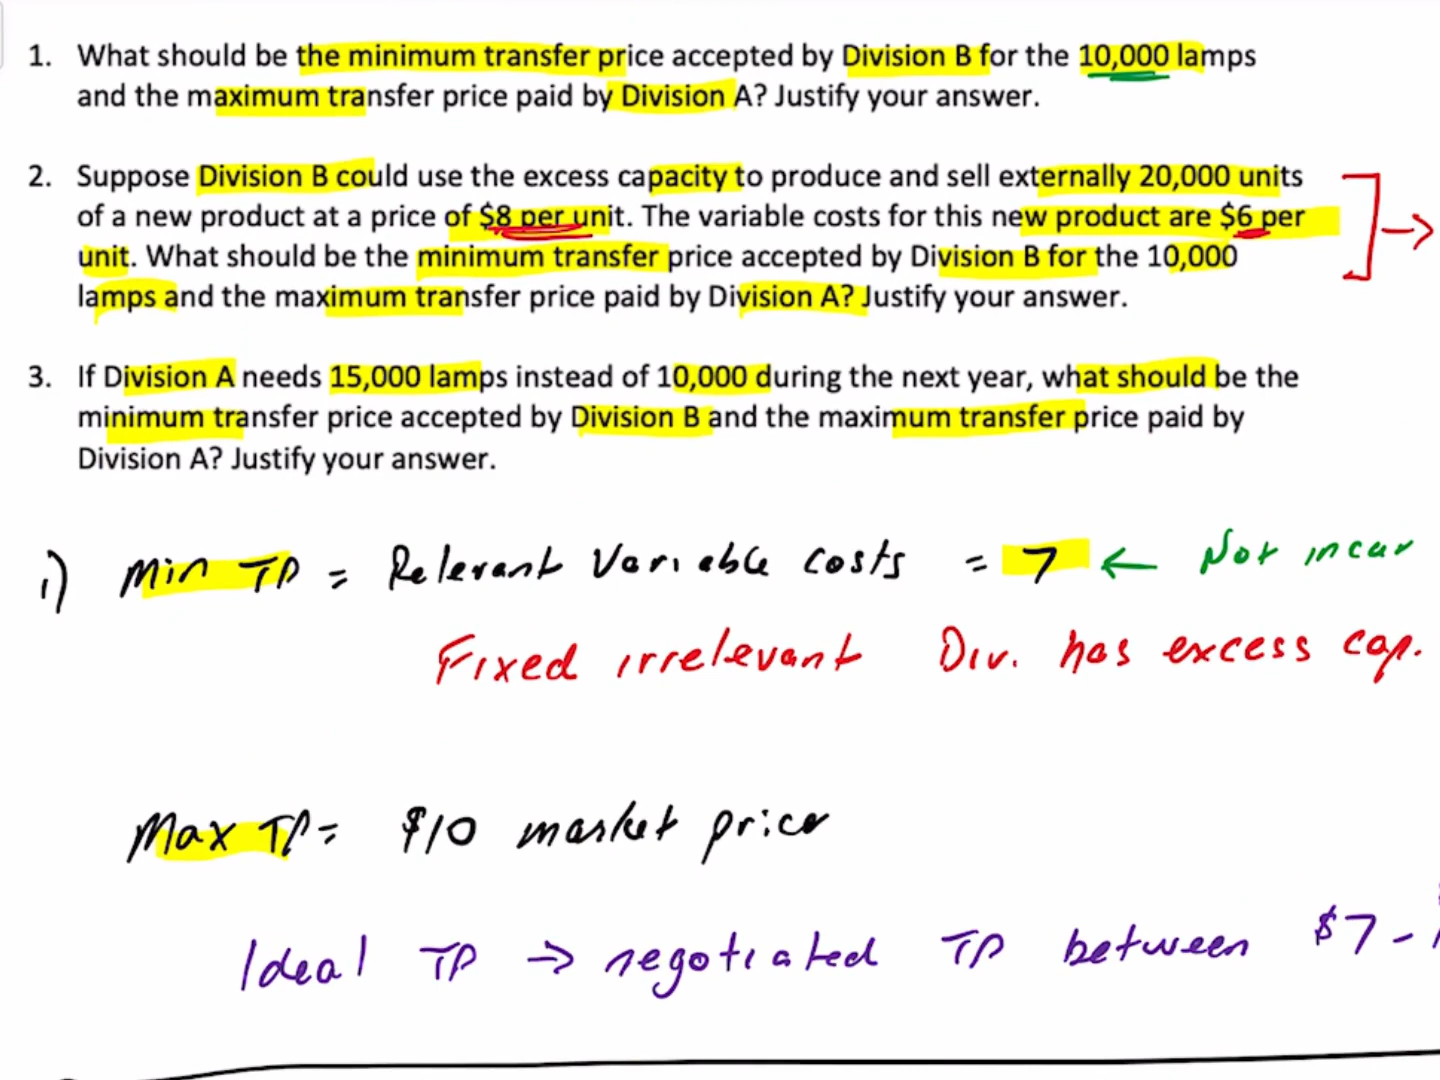 1. What should be the minimum transfer price accepted by Division B for the 10,000 lamps
and the maximum transfer price paid by Division A? Justify your answer.
2. Suppose Division B could use the excess capacity to produce and sell externally 20,000 units
of a new product at a price of $8 per unit. The variable costs for this new product are $6 per
unit. What should be the minimum transfer price accepted by Division B for the 10,000
lamps and the maximum transfer price paid by Division A? Justify your answer.
3. If Division A needs 15,000 lamps instead of 10,000 during the next year, what should be the
minimum transfer price accepted by Division B and the maximum transfer price paid by
Division A? Justify your answer.
1) Min TP = Relevant Variable costs = 7 ← Not incur
Fixed irrelevant Div. has excess cap.
Max TP = $10 market price
Ideal TP → negotiated TP between $7 -